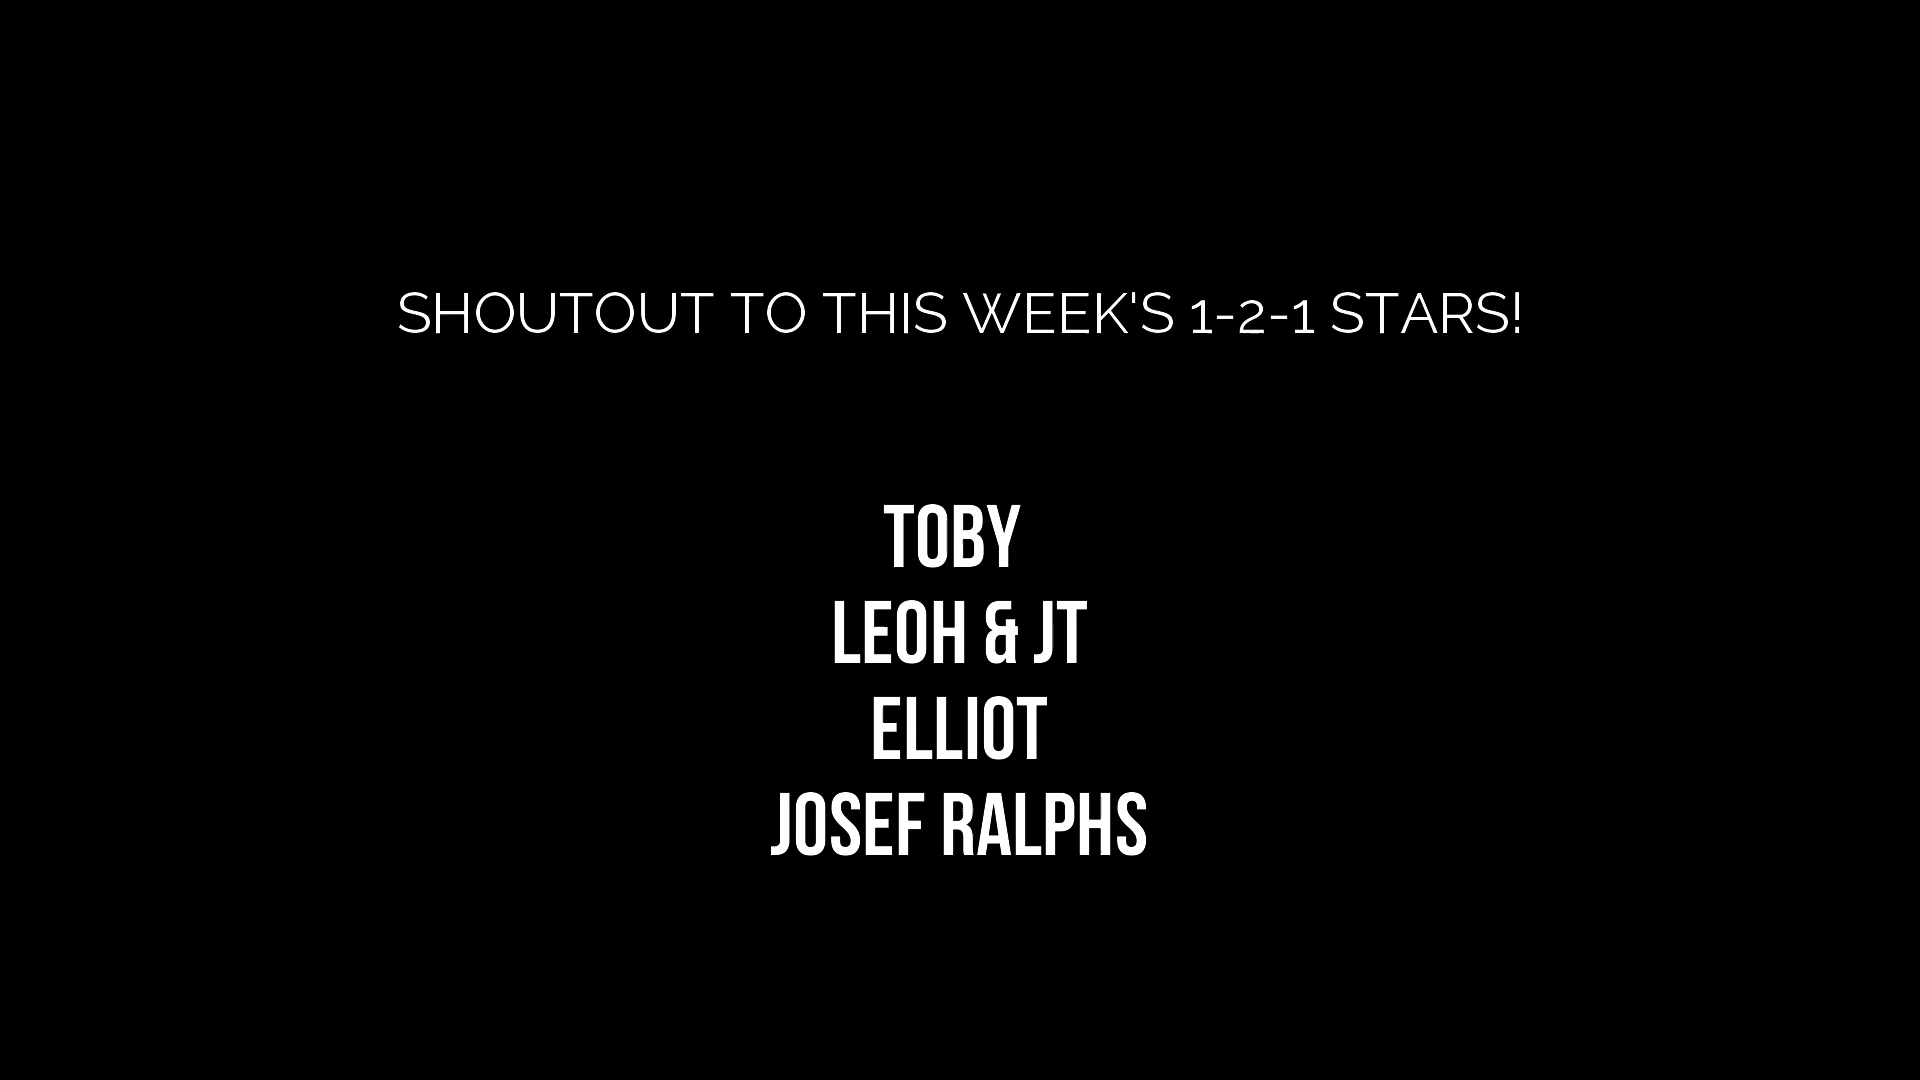 SHOUTOUT TO THIS WEEK'S 1-2-1 STARS!
TOBY
LEOH & JT
ELLIOT
JOSEF RALPHS